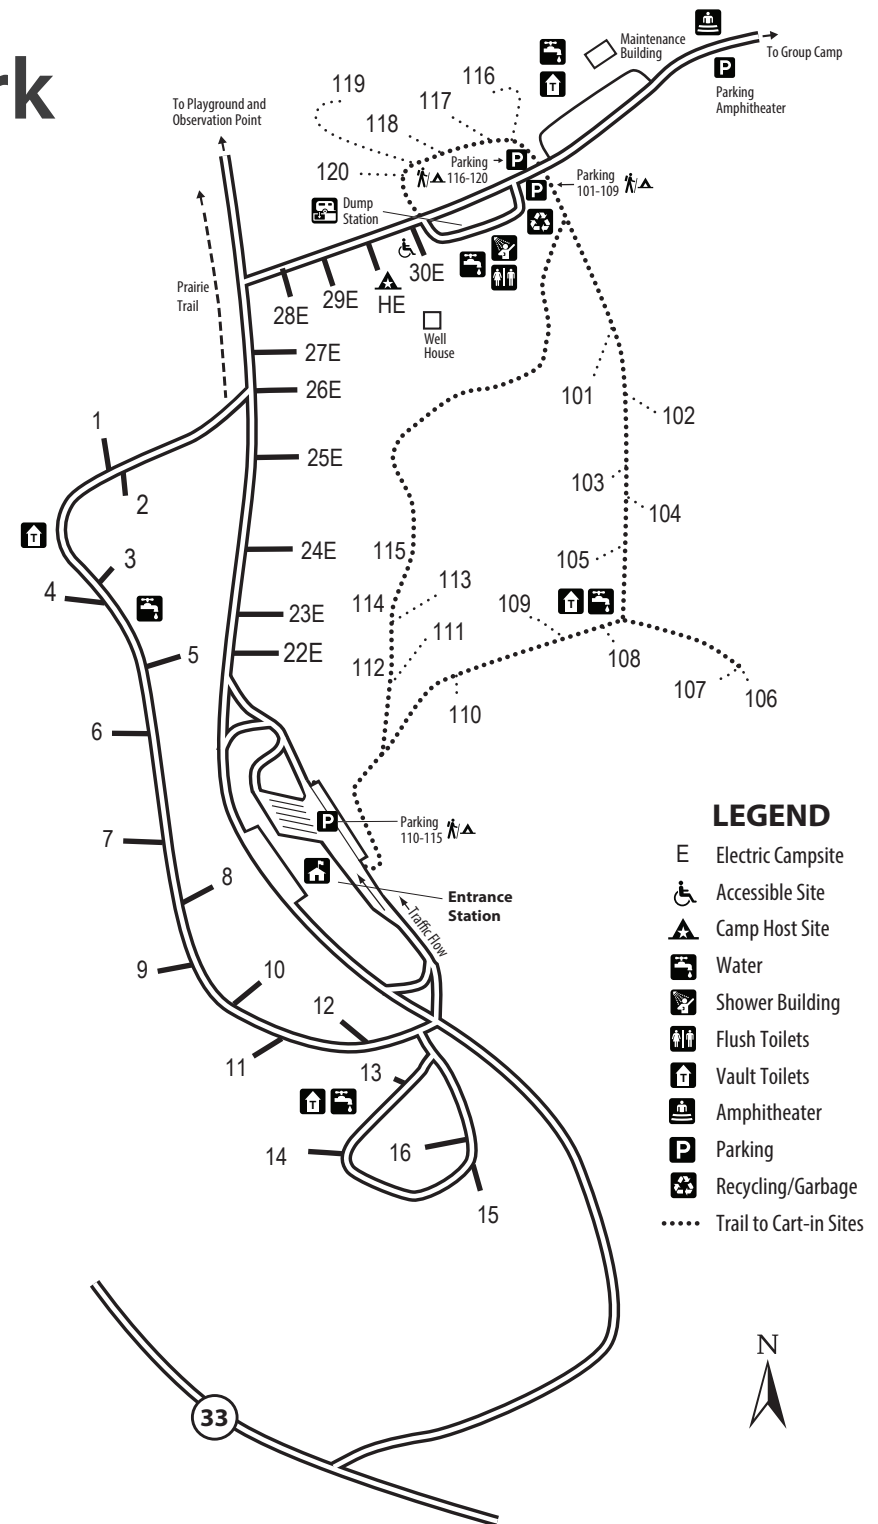 rk
To Playground and
Observation Point
119
116
117
118
120
Maintenance
Building
To Group Camp
Parking
Amphitheater
Parking
116-120
Parking
101-109
Dump
Station
Prairie
Trail
28E
29E
HE
30E
Well
House
27E
26E
25E
24E
23E
22E
1
2
3
4
5
6
7
8
9
10
11
12
13
14
15
16
101
102
103
104
105
106
107
108
109
110
111
112
113
114
115
T
T
T
T
P
P
P
P
Parking
110-115
Entrance
Station
Traffic Flow
33
LEGEND
E Electric Campsite
Accessible Site
Camp Host Site
Water
Shower Building
Flush Toilets
T Vault Toilets
Amphitheater
P Parking
Recycling/Garbage
Trail to Cart-in Sites
N